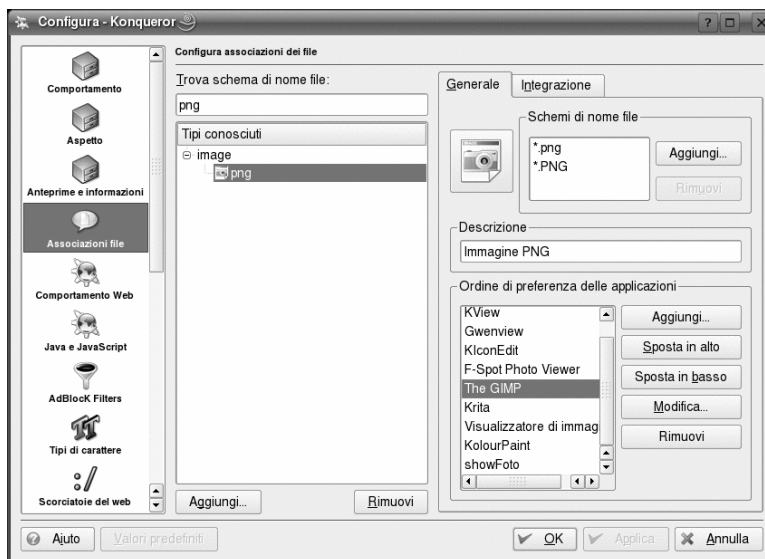 Configura - Konqueror
Configura associazioni dei file
Comportamento
Aspetto
Anteprime e informazioni
Associazioni file
Comportamento Web
Java e JavaScript
AdBlocK Filters
Tipi di carattere
Scorciatoie del web
Trova schema di nome file:
png
Tipi conosciuti
image
png
Aggiungi...
Rimuovi
Generale
Integrazione
Schemi di nome file
*.png
*.PNG
Aggiungi...
Rimuovi
Descrizione
Immagine PNG
Ordine di preferenza delle applicazioni
KView
Gwenview
KIconEdit
F-Spot Photo Viewer
The GIMP
Krita
Visualizzatore di immag
KolourPaint
showFoto
Aggiungi...
Sposta in alto
Sposta in basso
Modifica...
Rimuovi
Aiuto
Valori predefiniti
OK
Applica
Annulla